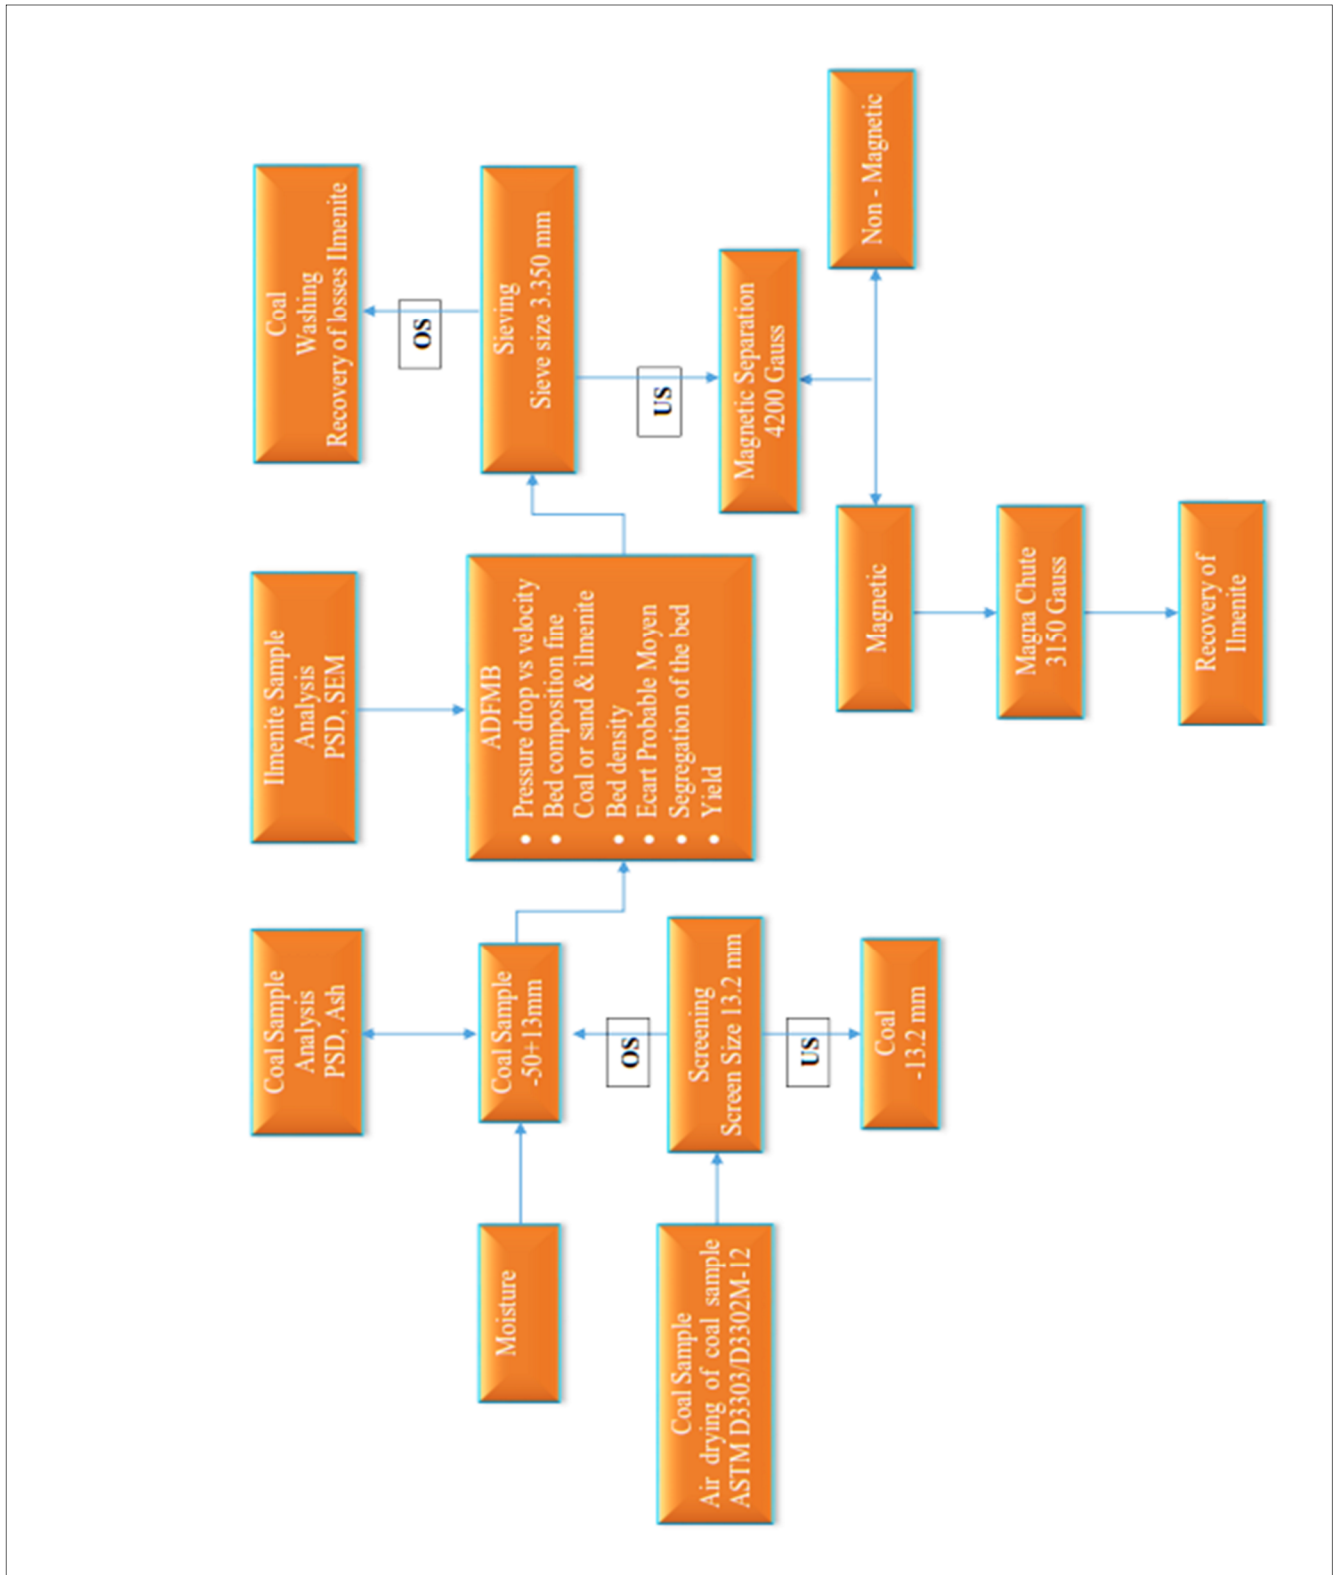 Coal Sample
Analysis
PSD, Ash
Ilmenite Sample
Analysis
PSD, SEM
Coal
Washing
Recovery of losses Ilmenite
OS
Moisture
Coal Sample
-50+13mm
ADFMB
• Pressure drop vs velocity
• Bed composition fine
Coal or sand & ilmenite
• Bed density
• Ecart Probable Moyen
• Segregation of the bed
• Yield
Sieving
Sieve size 3.350 mm
OS
US
Coal Sample
Air drying of coal sample
ASTM D3303/D3302M-12
Screening
Screen Size 13.2 mm
Magnetic Separation
4200 Gauss
US
Coal
-13.2 mm
Magnetic
Non - Magnetic
Magna Chute
3150 Gauss
Recovery of
Ilmenite